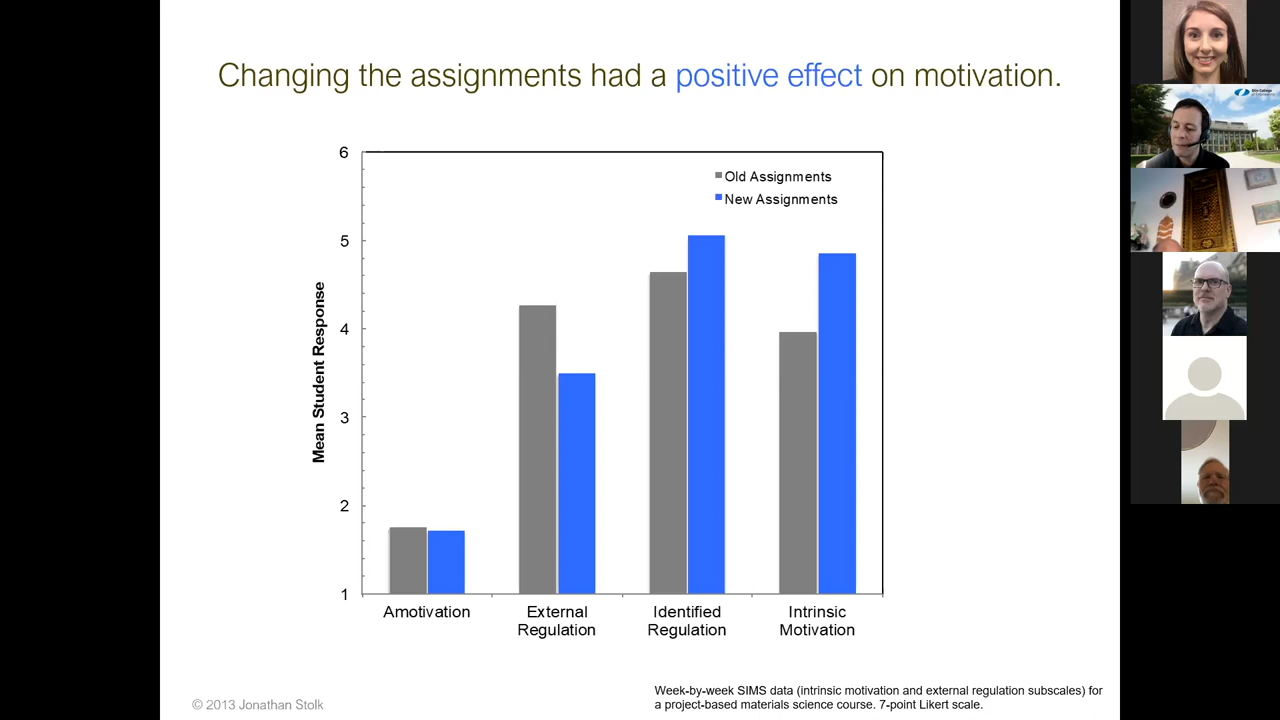 Changing the assignments had a positive effect on motivation.
6
5
4
3
2
1
Mean Student Response
Old Assignments
New Assignments
Amotivation
External
Regulation
Identified
Regulation
Intrinsic
Motivation
© 2013 Jonathan Stolk
Week-by-week SIMS data (intrinsic motivation and external regulation subscales) for
a project-based materials science course. 7-point Likert scale.